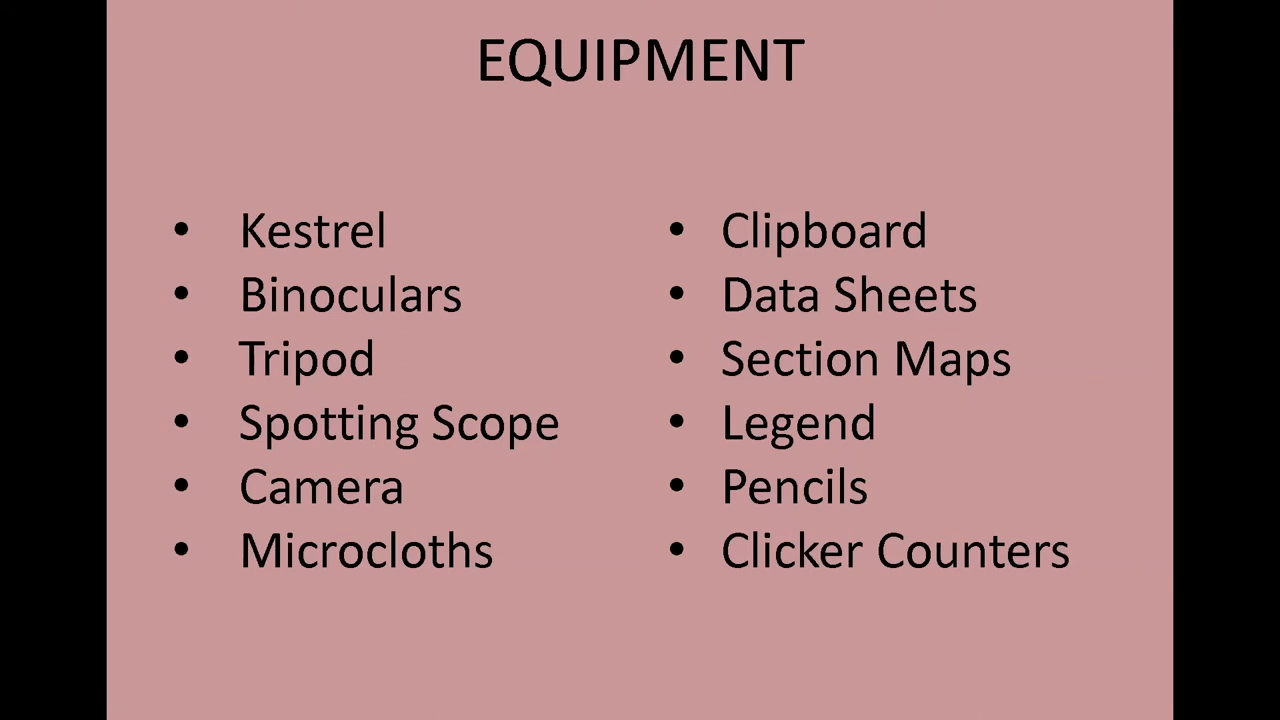 EQUIPMENT
• Kestrel
• Binoculars
• Tripod
• Spotting Scope
• Camera
• Microcloths
• Clipboard
• Data Sheets
• Section Maps
• Legend
• Pencils
• Clicker Counters